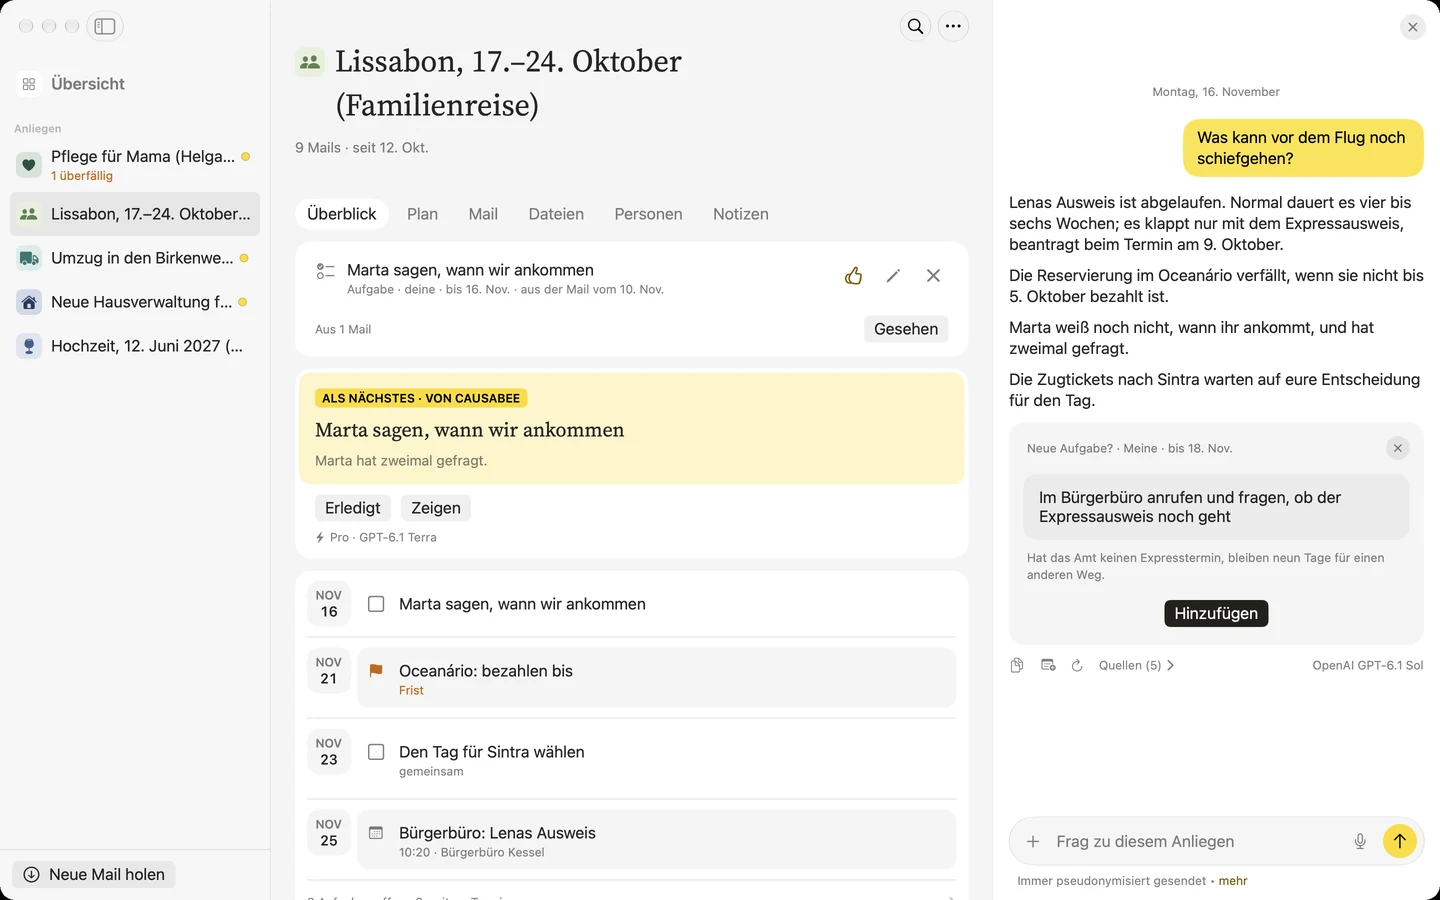 Übersicht
Anliegen
Pflege für Mama (Helga...
1 überfällig
Lissabon, 17.–24. Oktober...
Umzug in den Birkenwe...
Neue Hausverwaltung f...
Hochzeit, 12. Juni 2027 (...
Neue Mail holen
Lissabon, 17.–24. Oktober
(Familienreise)
9 Mails · seit 12. Okt.
Überblick
Plan
Mail
Dateien
Personen
Notizen
Marta sagen, wann wir ankommen
Aufgabe · deine · bis 16. Nov. · aus der Mail vom 10. Nov.
Aus 1 Mail
Gesehen
ALS NÄCHSTES · VON CAUSABEE
Marta sagen, wann wir ankommen
Marta hat zweimal gefragt.
Erledigt
Zeigen
Pro · GPT-6.1 Terra
NOV
16
Marta sagen, wann wir ankommen
NOV
21
Oceanário: bezahlen bis
Frist
NOV
23
Den Tag für Sintra wählen
gemeinsam
NOV
25
Bürgerbüro: Lenas Ausweis
10:20 · Bürgerbüro Kessel
Montag, 16. November
Was kann vor dem Flug noch
schiefgehen?
Lenas Ausweis ist abgelaufen. Normal dauert es vier bis
sechs Wochen; es klappt nur mit dem Expressausweis,
beantragt beim Termin am 9. Oktober.
Die Reservierung im Oceanário verfällt, wenn sie nicht bis
5. Oktober bezahlt ist.
Marta weiß noch nicht, wann ihr ankommt, und hat
zweimal gefragt.
Die Zugtickets nach Sintra warten auf eure Entscheidung
für den Tag.
Neue Aufgabe? · Meine · bis 18. Nov.
Im Bürgerbüro anrufen und fragen, ob der
Expressausweis noch geht
Hat das Amt keinen Expresstermin, bleiben neun Tage für einen
anderen Weg.
Hinzufügen
Quellen (5)
OpenAI GPT-6.1 Sol
Frag zu diesem Anliegen
Immer pseudonymisiert gesendet · mehr